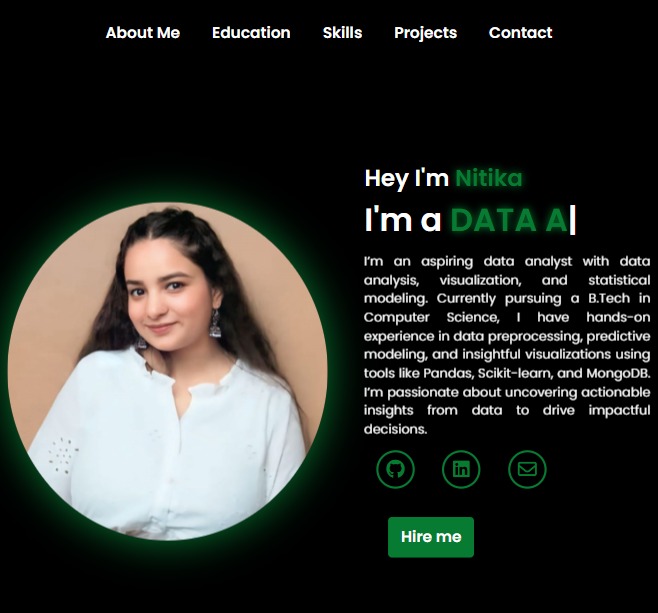 About Me Education Skills Projects Contact
Hey I'm Nitika
I'm a DATA A|
I'm an aspiring data analyst with data
analysis, visualization, and statistical
modeling. Currently pursuing a B.Tech in
Computer Science, I have hands-on
experience in data preprocessing, predictive
modeling, and insightful visualizations using
tools like Pandas, Scikit-learn, and MongoDB.
I'm passionate about uncovering actionable
insights from data to drive impactful
decisions.
in
Hire me